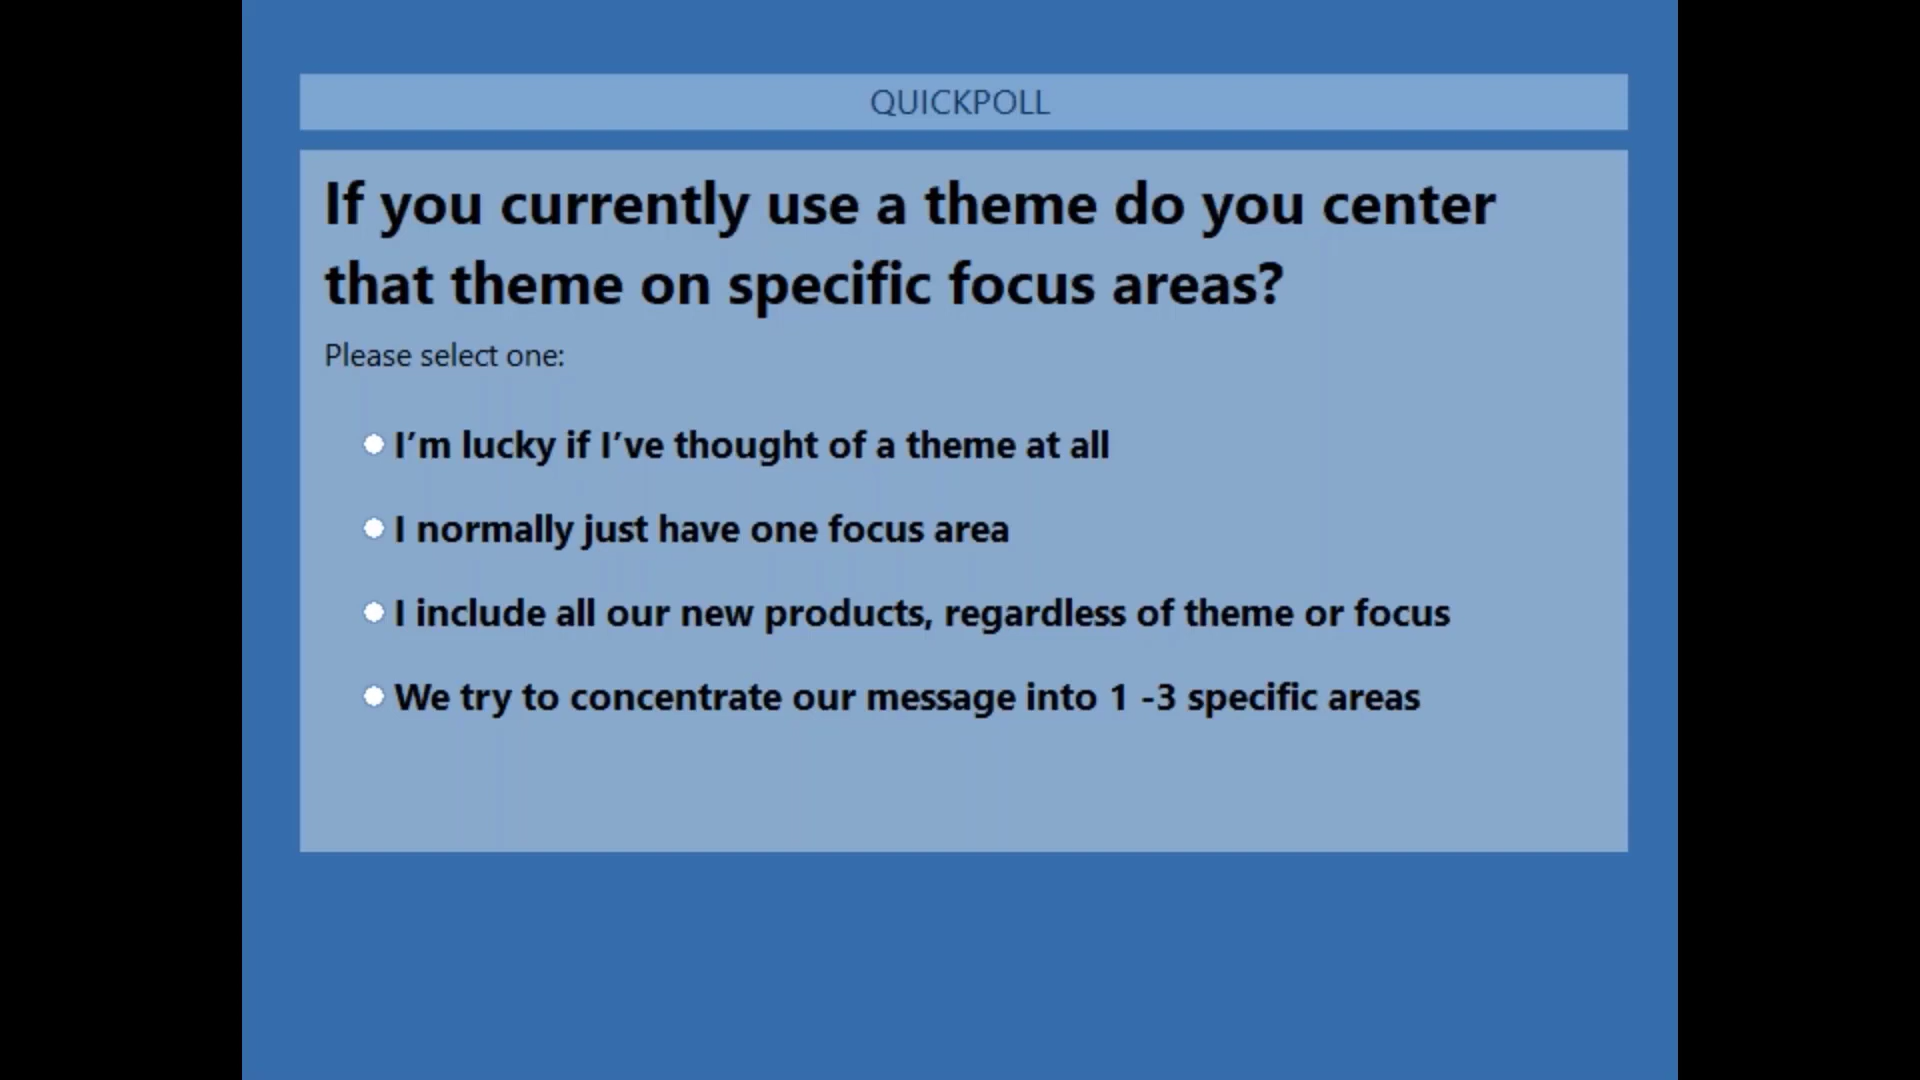 QUICKPOLL
If you currently use a theme do you center
that theme on specific focus areas?
Please select one:
I’m lucky if I’ve thought of a theme at all
I normally just have one focus area
I include all our new products, regardless of theme or focus
We try to concentrate our message into 1 -3 specific areas